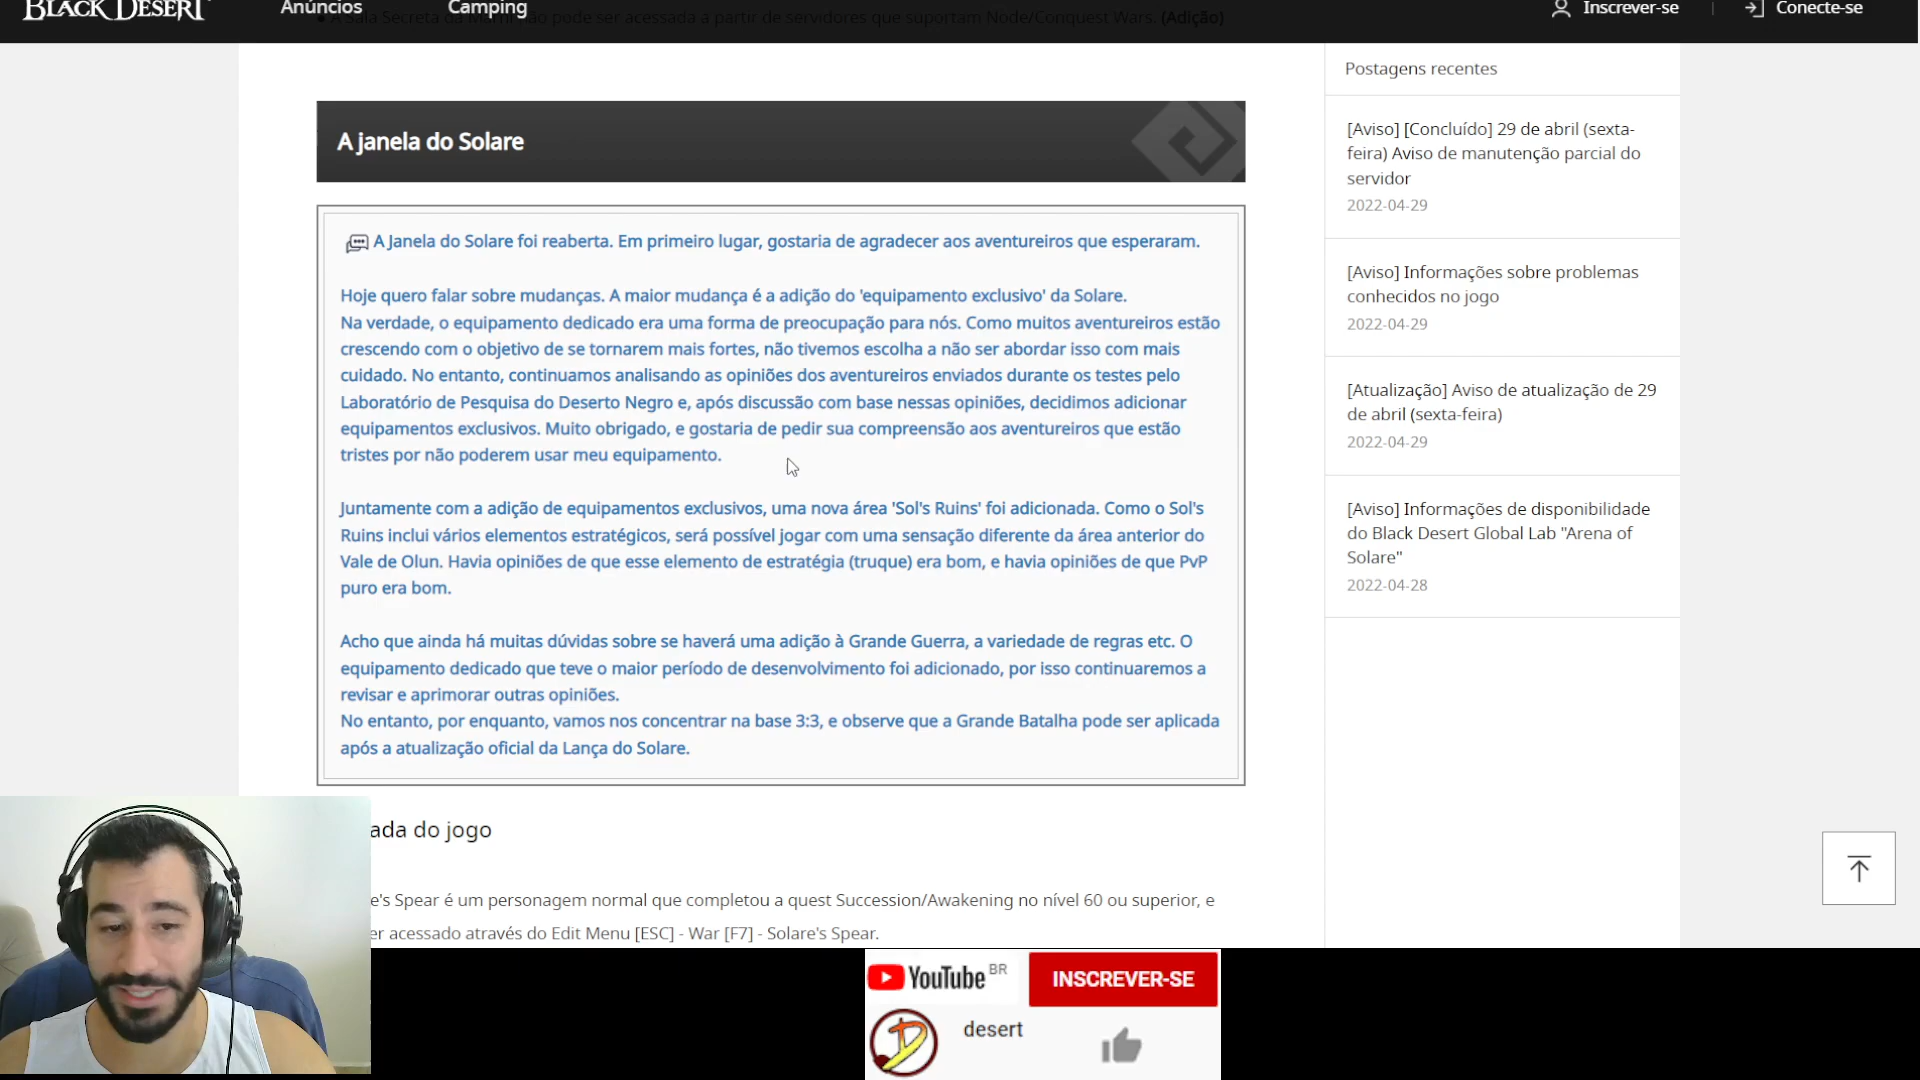 BLACK DESERT
Anúncios
Camping
Inscrever-se
Conecte-se
• A Sala Secreta da Marni não pode ser acessada a partir de servidores que suportam Node/Conquest Wars. (Adição)
A janela do Solare
A Janela do Solare foi reaberta. Em primeiro lugar, gostaria de agradecer aos aventureiros que esperaram.
Hoje quero falar sobre mudanças. A maior mudança é a adição do 'equipamento exclusivo' da Solare.
Na verdade, o equipamento dedicado era uma forma de preocupação para nós. Como muitos aventureiros estão
crescendo com o objetivo de se tornarem mais fortes, não tivemos escolha a não ser abordar isso com mais
cuidado. No entanto, continuamos analisando as opiniões dos aventureiros enviados durante os testes pelo
Laboratório de Pesquisa do Deserto Negro e, após discussão com base nessas opiniões, decidimos adicionar
equipamentos exclusivos. Muito obrigado, e gostaria de pedir sua compreensão aos aventureiros que estão
tristes por não poderem usar meu equipamento.
Juntamente com a adição de equipamentos exclusivos, uma nova área 'Sol's Ruins' foi adicionada. Como o Sol's
Ruins inclui vários elementos estratégicos, será possível jogar com uma sensação diferente da área anterior do
Vale de Olun. Havia opiniões de que esse elemento de estratégia (truque) era bom, e havia opiniões de que PvP
puro era bom.
Acho que ainda há muitas dúvidas sobre se haverá uma adição à Grande Guerra, a variedade de regras etc. O
equipamento dedicado que teve o maior período de desenvolvimento foi adicionado, por isso continuaremos a
revisar e aprimorar outras opiniões.
No entanto, por enquanto, vamos nos concentrar na base 3:3, e observe que a Grande Batalha pode ser aplicada
após a atualização oficial da Lança do Solare.
ada do jogo
e's Spear é um personagem normal que completou a quest Succession/Awakening no nível 60 ou superior, e
er acessado através do Edit Menu [ESC] - War [F7] - Solare's Spear.
Postagens recentes
[Aviso] [Concluído] 29 de abril (sexta-
feira) Aviso de manutenção parcial do
servidor
2022-04-29
[Aviso] Informações sobre problemas
conhecidos no jogo
2022-04-29
[Atualização] Aviso de atualização de 29
de abril (sexta-feira)
2022-04-29
[Aviso] Informações de disponibilidade
do Black Desert Global Lab "Arena of
Solare"
2022-04-28
YouTube BR
INSCREVER-SE
desert